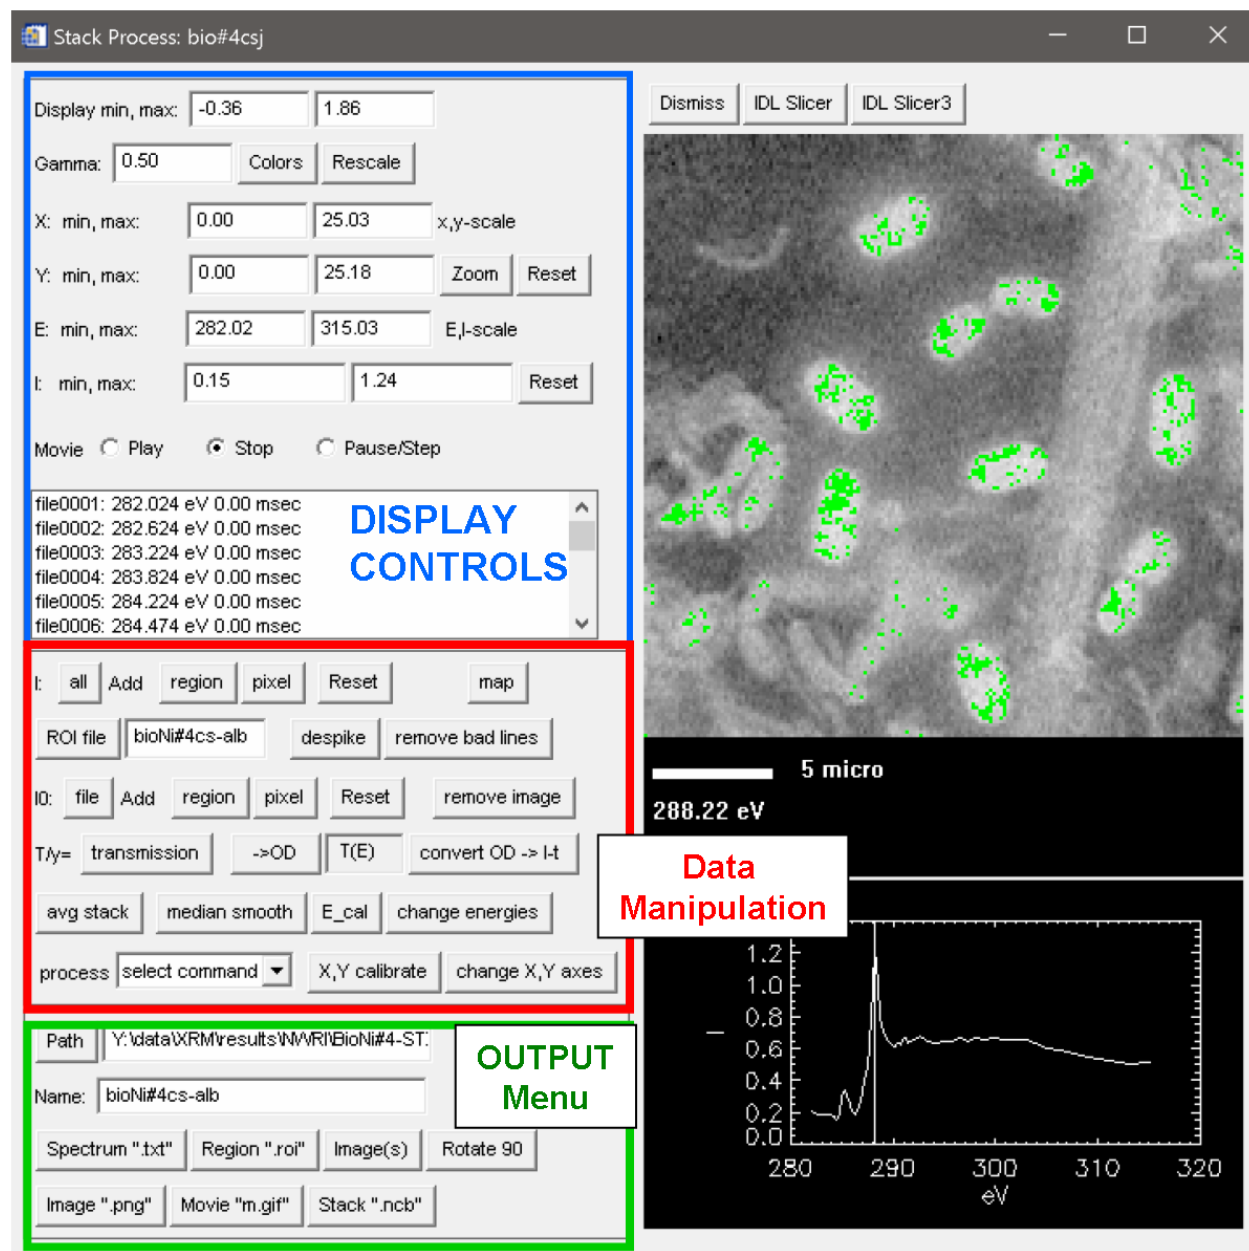 Stack Process: bio#4csj
Display min, max: -0.36 1.86
Gamma: 0.50 Colors Rescale
X: min, max: 0.00 25.03 x,y-scale
Y: min, max: 0.00 25.18 Zoom Reset
E: min, max: 282.02 315.03 E,I-scale
I: min, max: 0.15 1.24 Reset
Movie Play Stop Pause/Step
file0001: 282.024 eV 0.00 msec
file0002: 282.624 eV 0.00 msec
file0003: 283.224 eV 0.00 msec
file0004: 283.824 eV 0.00 msec
file0005: 284.224 eV 0.00 msec
file0006: 284.474 eV 0.00 msec
DISPLAY
CONTROLS
I: all Add region pixel Reset map
ROI file bioNi#4cs-alb despike remove bad lines
I0: file Add region pixel Reset remove image
T/y= transmission ->OD T(E) convert OD -> I-t
avg stack median smooth E_cal change energies
process select command X,Y calibrate change X,Y axes
Data
Manipulation
Path Y:\data\XRM\results\NWRI\BioNi#4-ST
Name: bioNi#4cs-alb
OUTPUT
Menu
Spectrum ".txt" Region ".roi" Image(s) Rotate 90
Image ".png" Movie "m.gif" Stack ".ncb"
Dismiss IDL Slicer IDL Slicer3
5 micro
288.22 eV
1.2
1.0
0.8
0.6
0.4
0.2
0.0
I
280 290 300 310 320
eV